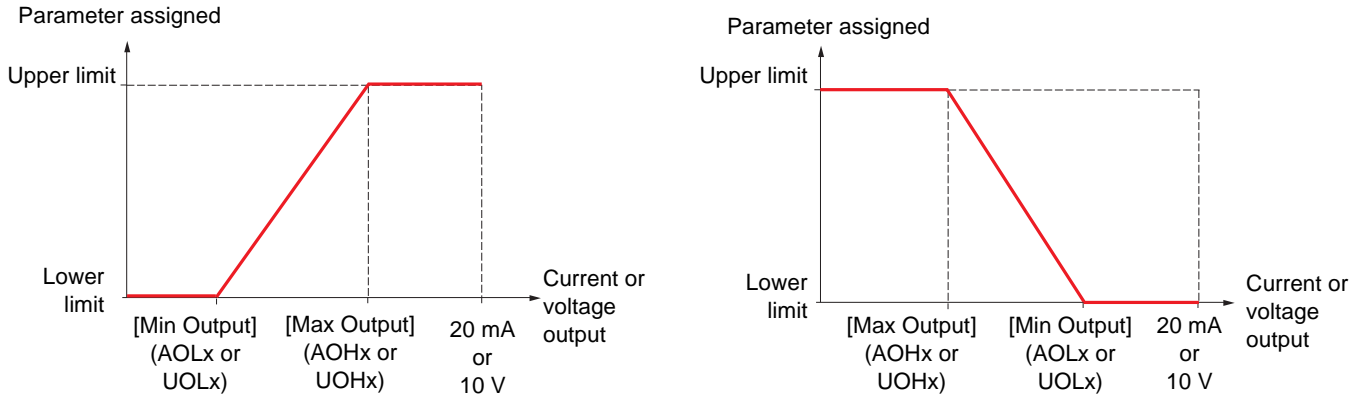 Parameter assigned
Upper limit
Lower
limit
[Min Output]
(AOLx or
UOLx)
[Max Output]
(AOHx or
UOHx)
20 mA
or
10 V
Current or
voltage
output
Parameter assigned
Upper limit
Lower
limit
[Max Output]
(AOHx or
UOHx)
[Min Output]
(AOLx or
UOLx)
20 mA
or
10 V
Current or
voltage
output